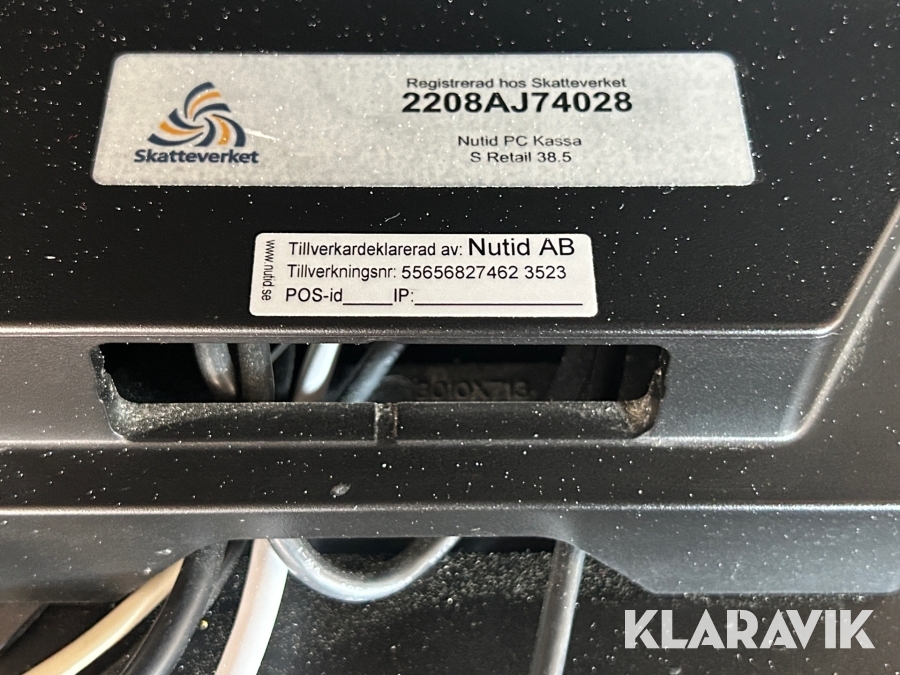 Registrerad hos Skatteverket
2208AJ74028
Skatteverket
Nutid PC Kassa
S Retail 38.5
www.nutid.se
Tillverkardeklarerad av: Nutid AB
Tillverkningsnr: 55656827462 3523
POS-id_____IP:_________________
KLARAVIK